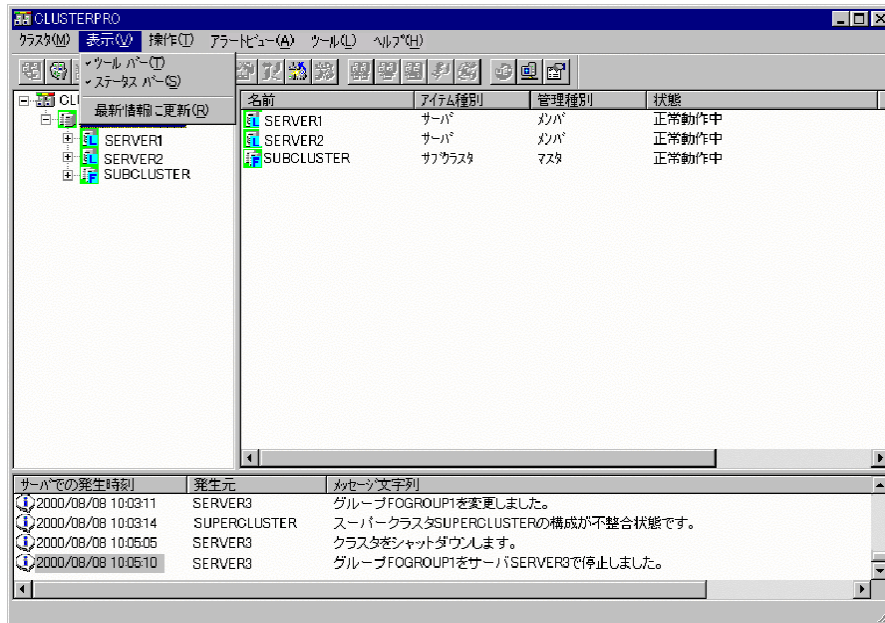 CLUSTERPRO
クラスタ(M) 表示(V) 操作(T) アラートビュー(A) ツール(L) ヘルプ(H)
ツール バー(T)
ステータス バー(S)
最新情報に更新(R)
SERVER1
SERVER2
SUBCLUSTER
名前 アイテム種別 管理種別 状態
SERVER1 サーバ メンバ 正常動作中
SERVER2 サーバ メンバ 正常動作中
SUBCLUSTER サブクラスタ マスタ 正常動作中
サーバでの発生時刻 発生元 メッセージ文字列
2000/08/08 10:03:11 SERVER3 グループFOGROUP1を変更しました。
2000/08/08 10:03:14 SUPERCLUSTER スーパークラスタSUPERCLUSTERの構成が不整合状態です。
2000/08/08 10:05:05 SERVER3 クラスタをシャットダウンします。
2000/08/08 10:05:10 SERVER3 グループFOGROUP1をサーバSERVER3で停止しました。